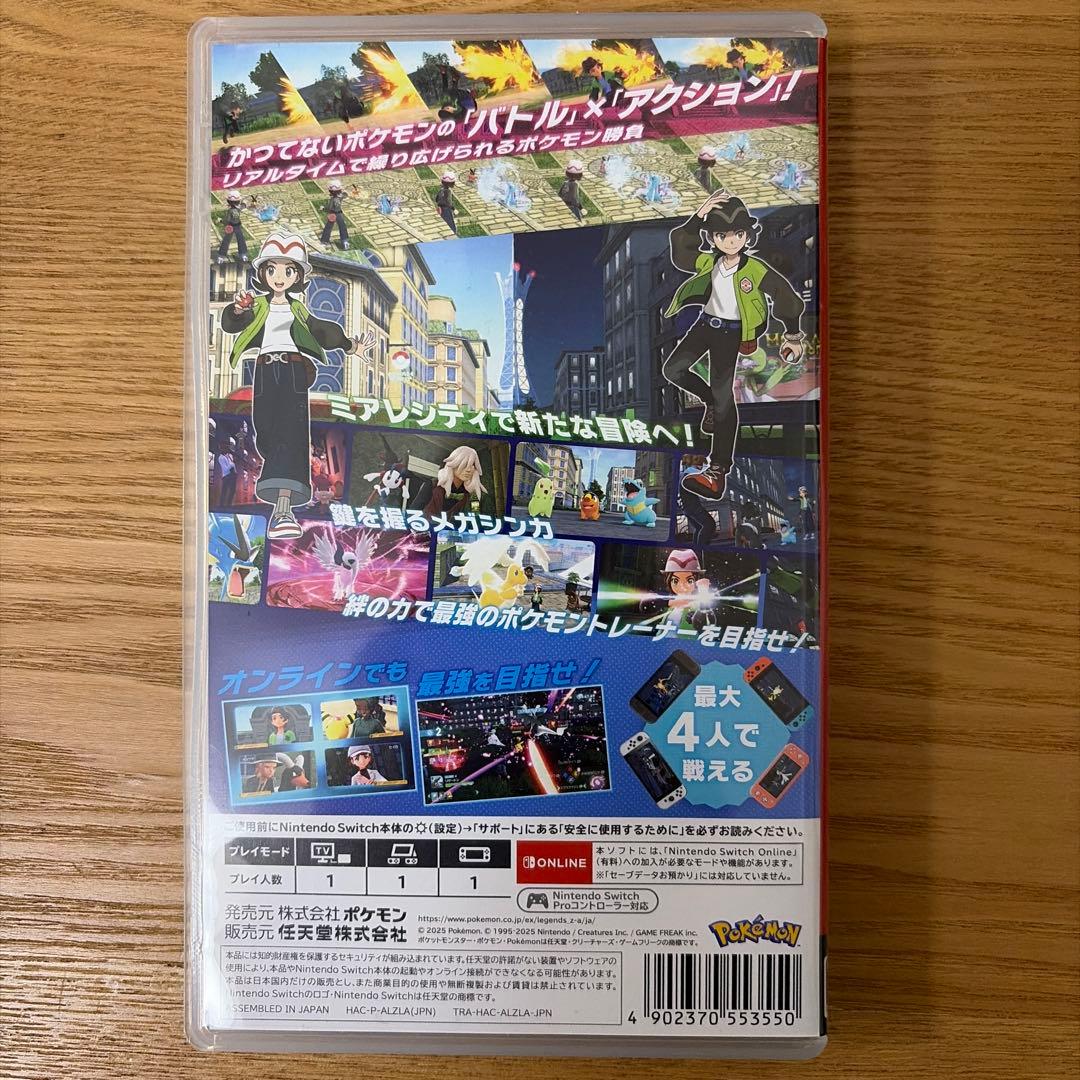 かつてないポケモンの「バトル」×「アクション」!
リアルタイムで繰り広げられるポケモン勝負
ミアレシティで新たな冒険へ!
鍵を握るメガシンカ
絆の力で最強のポケモントレーナーを目指せ!
オンラインでも 最強を目指せ!
最大
4人で
戦える
ご使用前にNintendo Switch本体の(設定)→「サポート」にある「安全に使用するために」を必ずお読みください。
プレイモード TV
プレイ人数 1 1 1
ONLINE
本ソフトには、「Nintendo Switch Online」
(有料)への加入が必要なモードや機能があります。
※「セーブデータお預かり」には対応していません。
Nintendo Switch
Proコントローラー対応
発売元 株式会社ポケモン
販売元 任天堂株式会社
https://www.pokemon.co.jp/ex/legends_z-a/ja/
© 2025 Pokémon. © 1995-2025 Nintendo / Creatures Inc. / GAME FREAK inc.
ポケットモンスター・ポケモン・Pokémonは任天堂・クリーチャーズ・ゲームフリークの商標です。
POKéMON
本品には知的財産権を保護するセキュリティが組み込まれています。任天堂の許諾がない装置やソフトウェアの
使用により、本品やNintendo Switch本体の起動やオンライン接続ができなくなる可能性があります。
本品は日本国内だけの販売とし、また商業目的の使用や無断複製および賃貸は禁止されています。
Nintendo Switchのロゴ・Nintendo Switchは任天堂の商標です。
ASSEMBLED IN JAPAN HAC-P-ALZLA(JPN) TRA-HAC-ALZLA-JPN
4 902370 553550